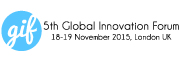 gif
5th Global Innovation Forum
18-19 November 2015, London UK